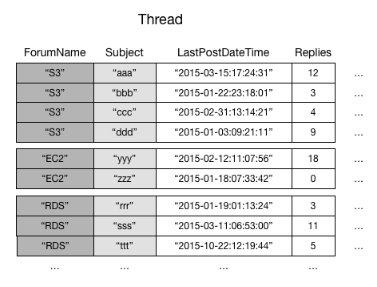 Thread
ForumName Subject LastPostDateTime Replies
"S3" "aaa" "2015-03-15:17:24:31" 12 ...
"S3" "bbb" "2015-01-22:23:18:01" 3 ...
"S3" "ccc" "2015-02-31:13:14:21" 4 ...
"S3" "ddd" "2015-01-03:09:21:11" 9 ...
"EC2" "yyy" "2015-02-12:11:07:56" 18 ...
"EC2" "zzz" "2015-01-18:07:33:42" 0 ...
"RDS" "rrr" "2015-01-19:01:13:24" 3 ...
"RDS" "sss" "2015-03-11:06:53:00" 11 ...
"RDS" "ttt" "2015-10-22:12:19:44" 5 ...
... ... ... ...